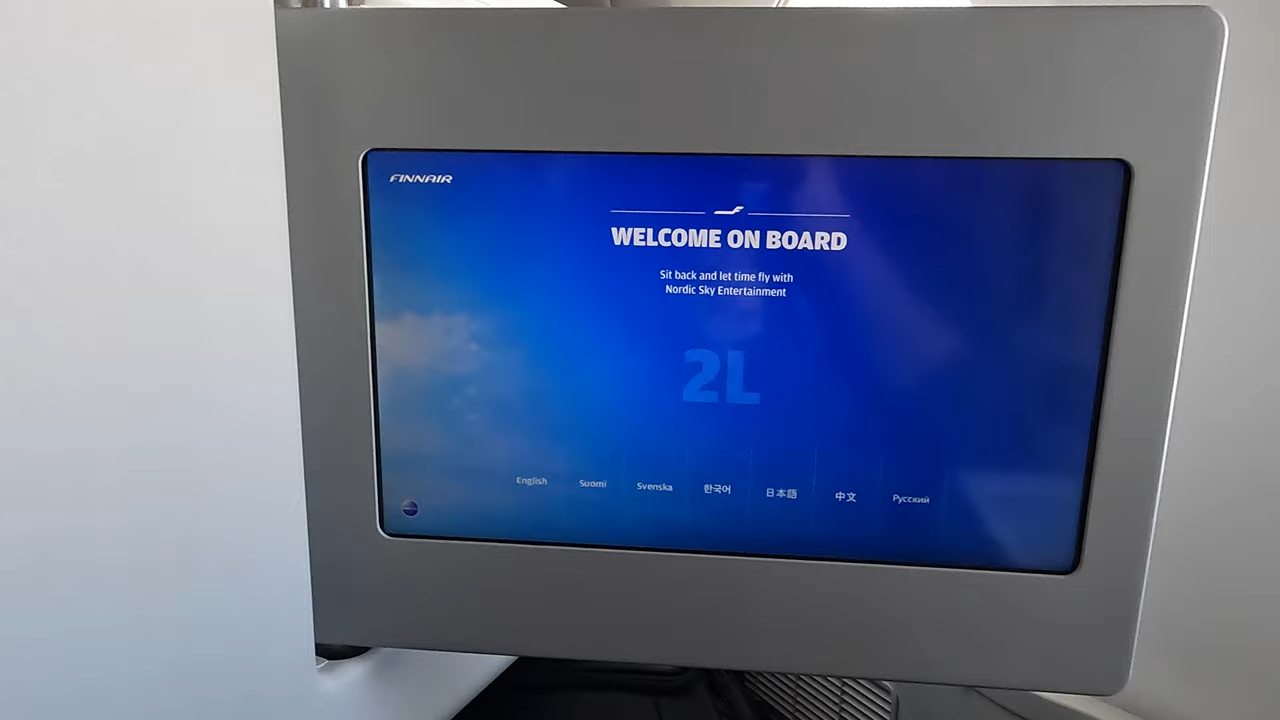 FINNAIR
WELCOME ON BOARD
Sit back and let time fly with
Nordic Sky Entertainment
2L
English Suomi Svenska 한국어 日本語 中文 Русский